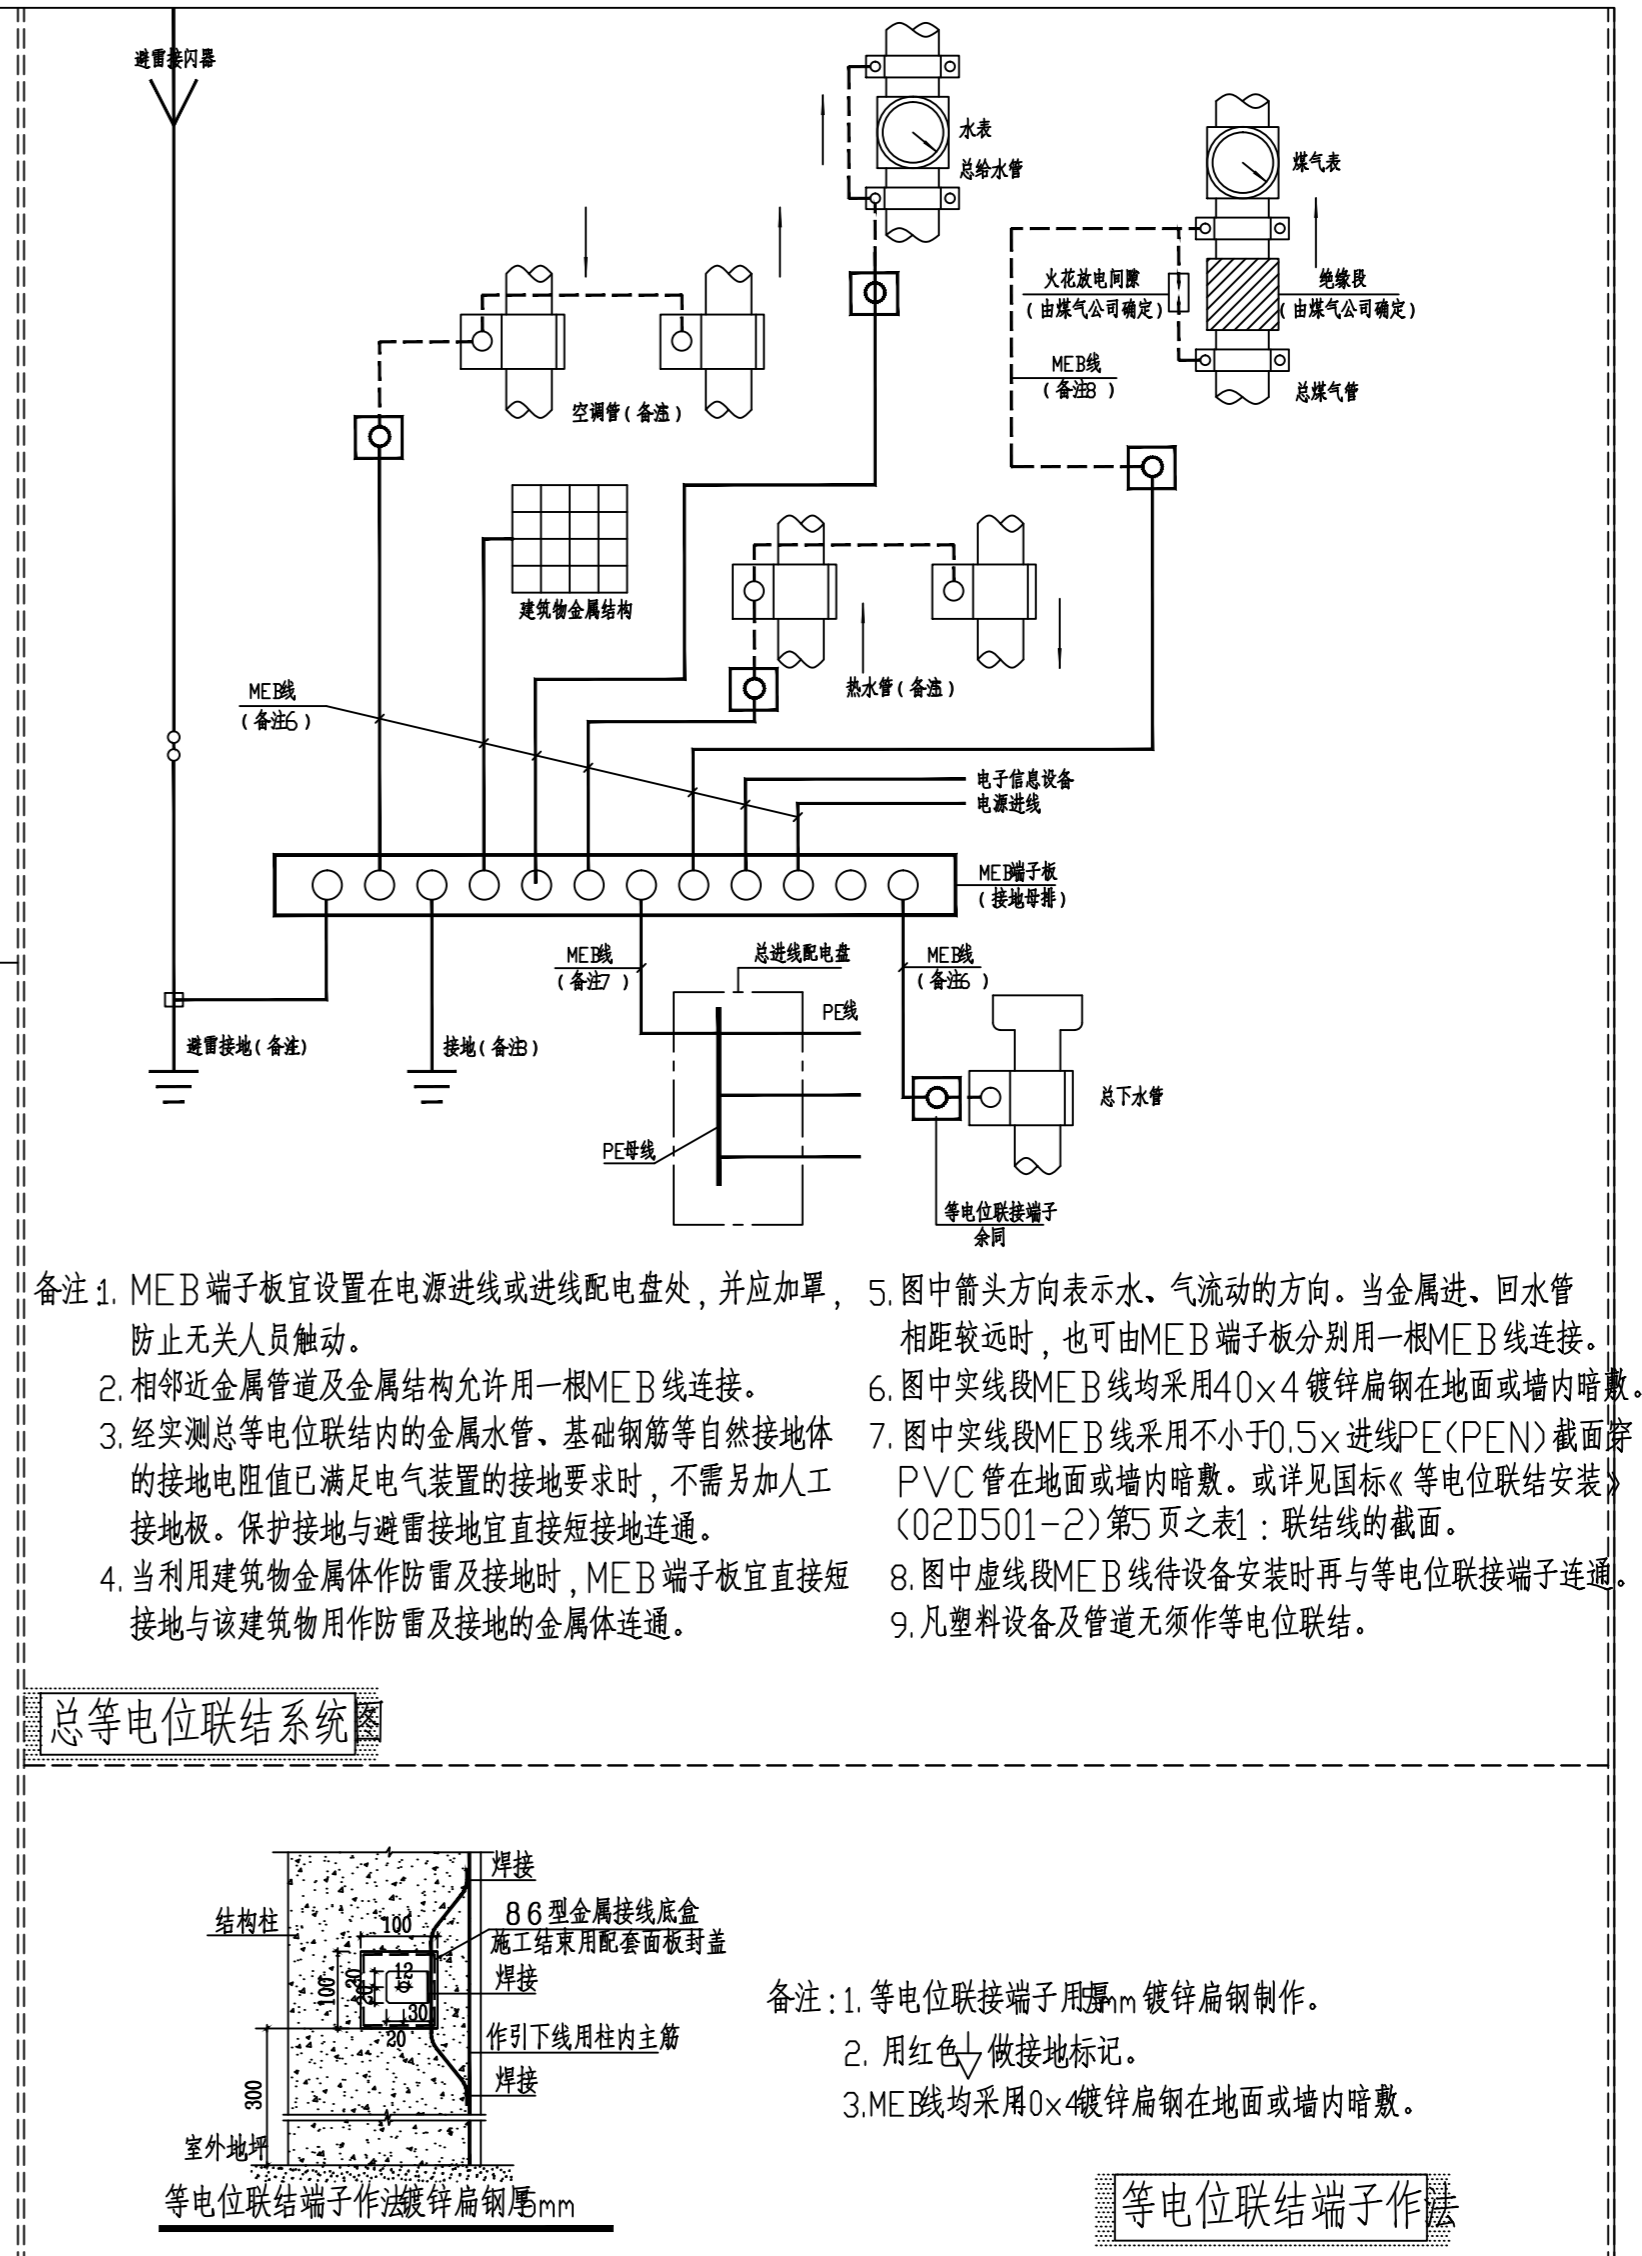 避雷接闪器
水表
总给水管
煤气表
火花放电间隙
(由煤气公司确定)
绝缘段
(由煤气公司确定)
MEB线
(备注8)
总煤气管
空调管(备注)
建筑物金属结构
热水管(备注)
MEB线
(备注6)
电子信息设备
电源进线
MEB端子板
(接地母排)
MEB线
(备注7)
总进线配电盘
MEB线
(备注6)
PE线
避雷接地(备注)
接地(备注3)
总下水管
PE母线
等电位联接端子
余同
备注:1. MEB端子板宜设置在电源进线或进线配电盘处,并应加罩,
防止无关人员触动。
2. 相邻近金属管道及金属结构允许用一根MEB线连接。
3. 经实测总等电位联结内的金属水管、基础钢筋等自然接地体
的接地电阻值已满足电气装置的接地要求时,不需另加人工
接地极。保护接地与避雷接地宜直接短接地连通。
4. 当利用建筑物金属体作防雷及接地时,MEB端子板宜直接短
接地与该建筑物用作防雷及接地的金属体连通。
5. 图中箭头方向表示水、气流动的方向。当金属进、回水管
相距较远时,也可由MEB端子板分别用一根MEB线连接。
6. 图中实线段MEB线均采用40x4镀锌扁钢在地面或墙内暗敷。
7. 图中实线段MEB线采用不小于0.5x进线PE(PEN)截面穿
PVC管在地面或墙内暗敷。或详见国标《等电位联结安装》
(02D501-2)第5页之表1:联结线的截面。
8. 图中虚线段MEB线待设备安装时再与等电位联接端子连通。
9. 凡塑料设备及管道无须作等电位联结。
总等电位联结系统图
焊接
结构柱
86型金属接线底盒
施工结束用配套面板封盖
100
100
12
20
焊接
30
20
作引下线用柱内主筋
焊接
300
室外地坪
等电位联结端子作法镀锌扁钢厚5mm
备注:1. 等电位联接端子用厚5mm镀锌扁钢制作。
2. 用红色 做接地标记。
3.MEB线均采用40x4镀锌扁钢在地面或墙内暗敷。
等电位联结端子作法